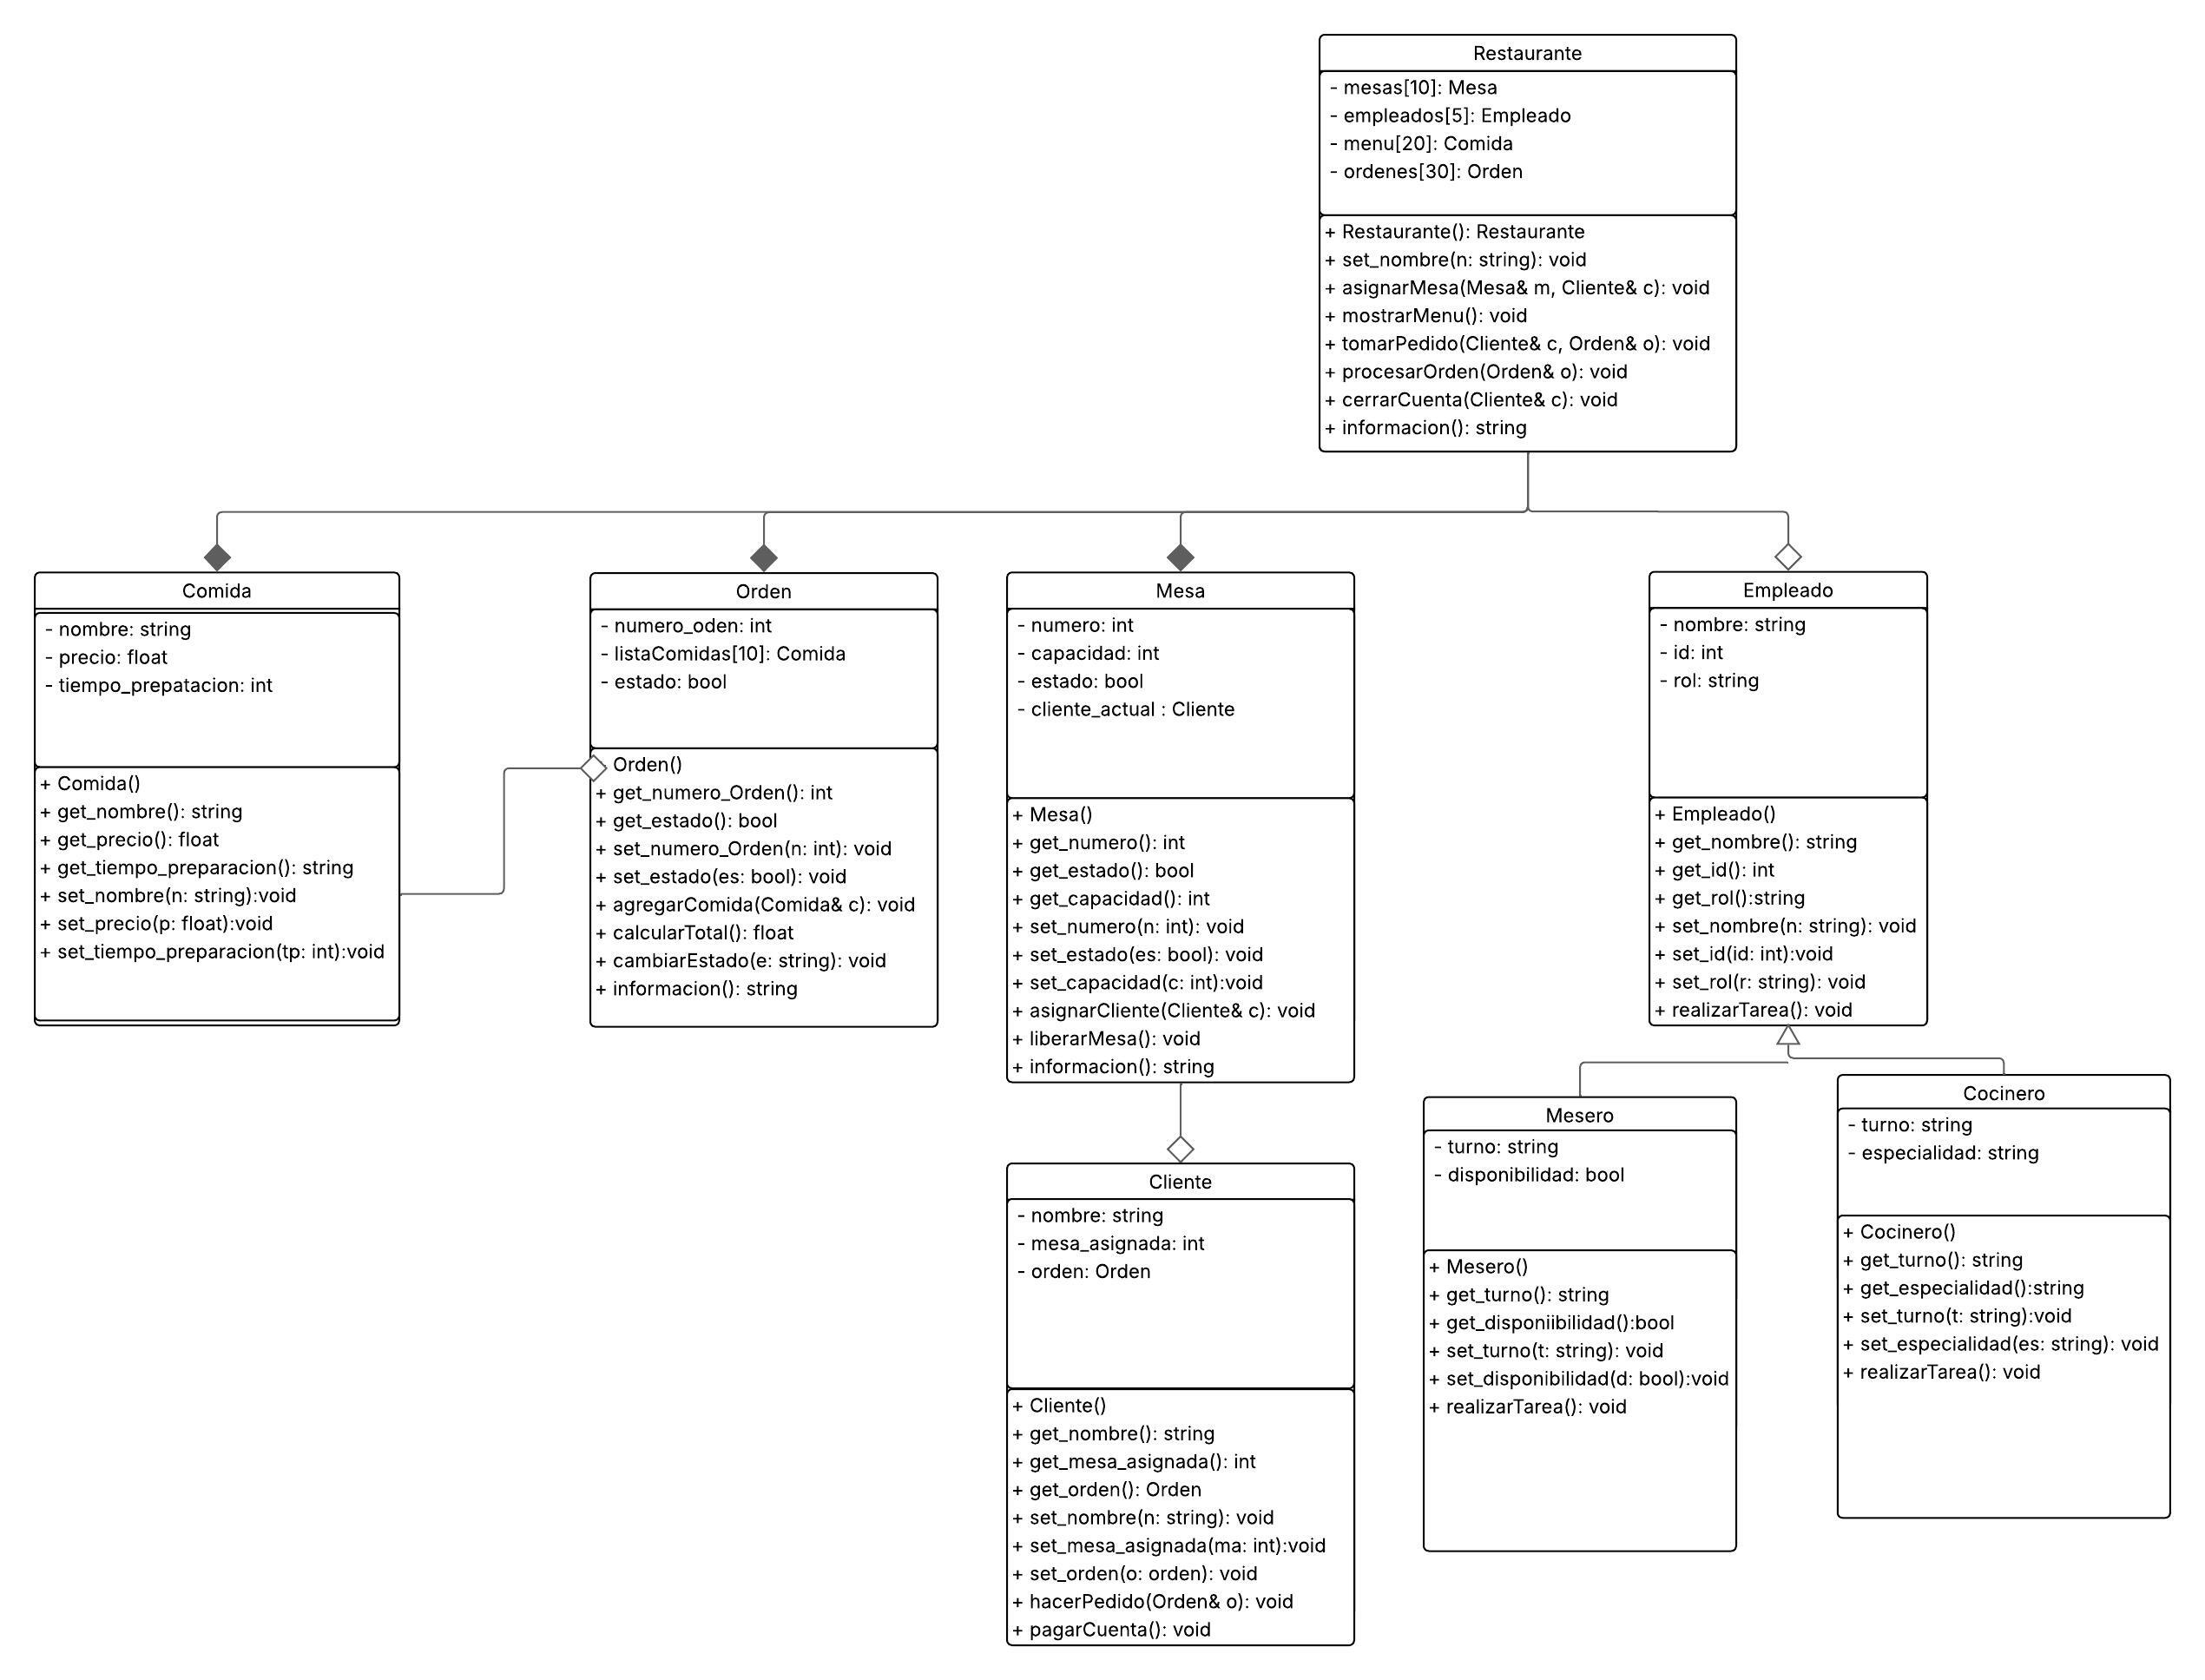 Restaurante
- mesas[10]: Mesa
- empleados[5]: Empleado
- menu[20]: Comida
- ordenes[30]: Orden
+ Restaurante(): Restaurante
+ set_nombre(n: string): void
+ asignarMesa(Mesa& m, Cliente& c): void
+ mostrarMenu(): void
+ tomarPedido(Cliente& c, Orden& o): void
+ procesarOrden(Orden& o): void
+ cerrarCuenta(Cliente& c): void
+ informacion(): string
Comida
- nombre: string
- precio: float
- tiempo_prepatacion: int
+ Comida()
+ get_nombre(): string
+ get_precio(): float
+ get_tiempo_preparacion(): string
+ set_nombre(n: string):void
+ set_precio(p: float):void
+ set_tiempo_preparacion(tp: int):void
Orden
- numero_oden: int
- listaComidas[10]: Comida
- estado: bool
Orden()
+ get_numero_Orden(): int
+ get_estado(): bool
+ set_numero_Orden(n: int): void
+ set_estado(es: bool): void
+ agregarComida(Comida& c): void
+ calcularTotal(): float
+ cambiarEstado(e: string): void
+ informacion(): string
Mesa
- numero: int
- capacidad: int
- estado: bool
- cliente_actual : Cliente
+ Mesa()
+ get_numero(): int
+ get_estado(): bool
+ get_capacidad(): int
+ set_numero(n: int): void
+ set_estado(es: bool): void
+ set_capacidad(c: int):void
+ asignarCliente(Cliente& c): void
+ liberarMesa(): void
+ informacion(): string
Empleado
- nombre: string
- id: int
- rol: string
+ Empleado()
+ get_nombre(): string
+ get_id(): int
+ get_rol():string
+ set_nombre(n: string): void
+ set_id(id: int):void
+ set_rol(r: string): void
+ realizarTarea(): void
Cliente
- nombre: string
- mesa_asignada: int
- orden: Orden
+ Cliente()
+ get_nombre(): string
+ get_mesa_asignada(): int
+ get_orden(): Orden
+ set_nombre(n: string): void
+ set_mesa_asignada(ma: int):void
+ set_orden(o: orden): void
+ hacerPedido(Orden& o): void
+ pagarCuenta(): void
Mesero
- turno: string
- disponibilidad: bool
+ Mesero()
+ get_turno(): string
+ get_disponiibilidad():bool
+ set_turno(t: string): void
+ set_disponibilidad(d: bool):void
+ realizarTarea(): void
Cocinero
- turno: string
- especialidad: string
+ Cocinero()
+ get_turno(): string
+ get_especialidad():string
+ set_turno(t: string):void
+ set_especialidad(es: string): void
+ realizarTarea(): void